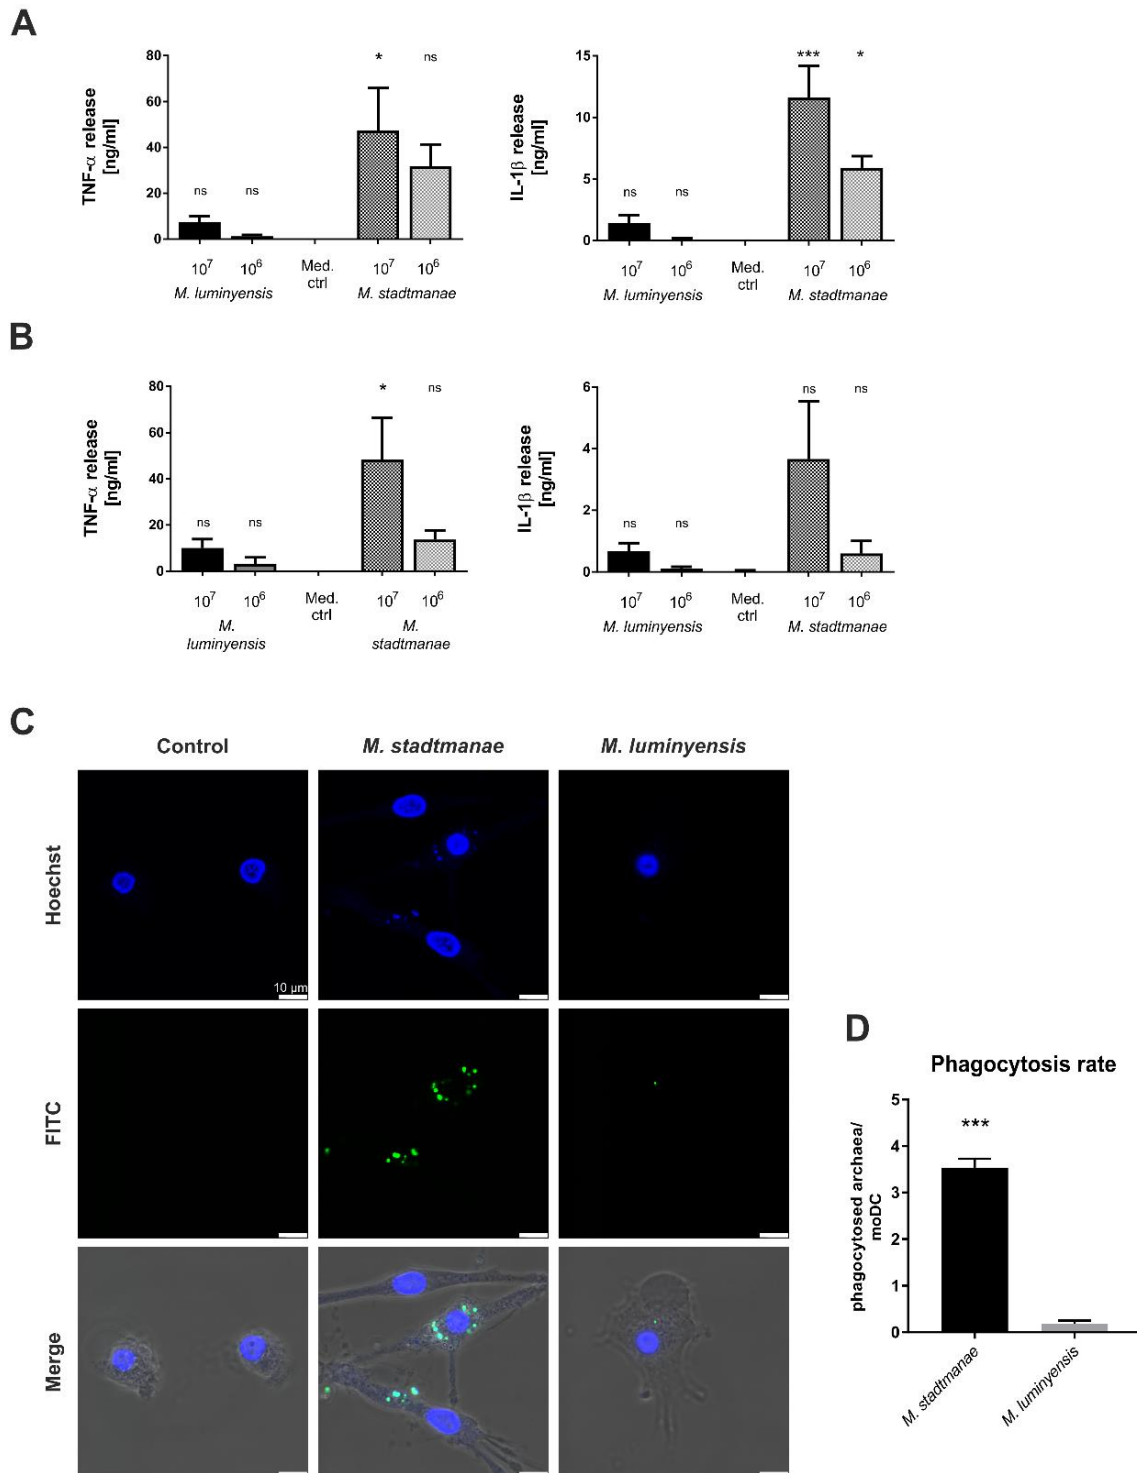 A
TNF-α release
[ng/ml]
80
60
40
20
0
ns
ns
*
ns
10⁷
10⁶
Med.
ctrl
10⁷
10⁶
M. luminyensis
M. stadtmanae
IL-1β release
[ng/ml]
15
10
5
0
ns
ns
***
*
10⁷
10⁶
Med.
ctrl
10⁷
10⁶
M. luminyensis
M. stadtmanae
B
TNF-α release
[ng/ml]
80
60
40
20
0
ns
ns
*
ns
10⁷
10⁶
Med.
ctrl
10⁷
10⁶
M.
luminyensis
M.
stadtmanae
IL-1β release
[ng/ml]
6
4
2
0
ns
ns
ns
ns
10⁷
10⁶
Med.
ctrl
10⁷
10⁶
M. luminyensis
M. stadtmanae
C
Control
M. stadtmanae
M. luminyensis
Hoechst
10 µm
FITC
Merge
D
Phagocytosis rate
phagocytosed archaea/
moDC
5
4
3
2
1
0
***
M. stadtmanae
M. luminyensis